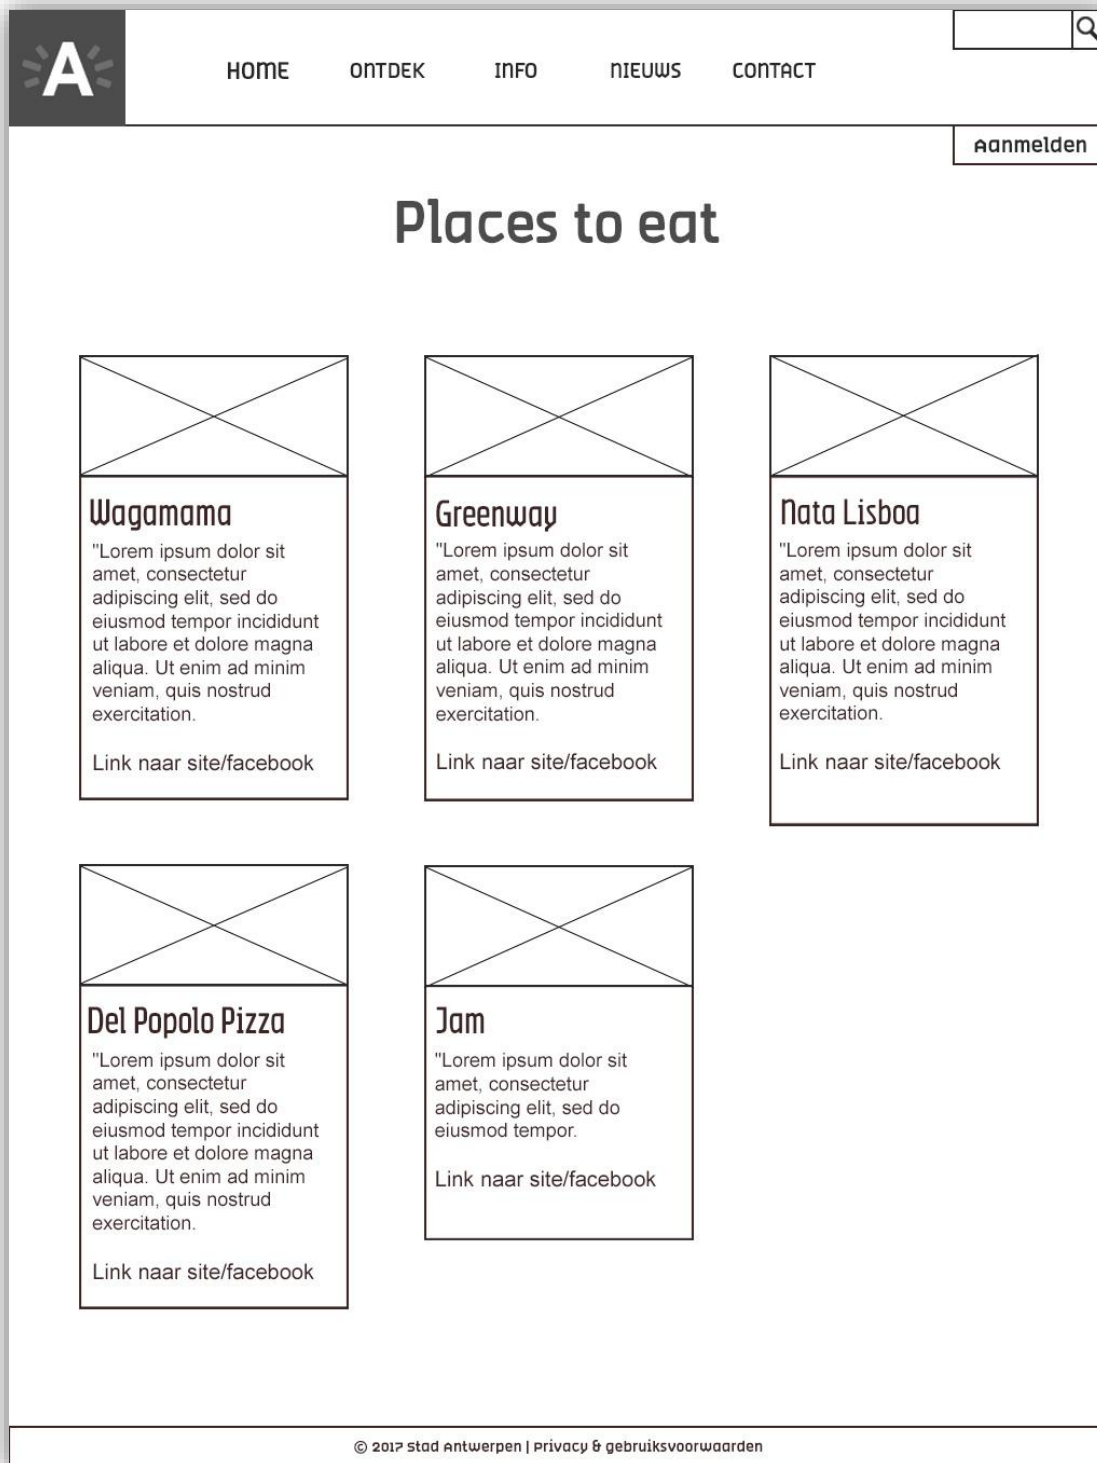 A
HOME ONTDEK INFO NIEUWS CONTACT
Aanmelden
Places to eat
Wagamama
"Lorem ipsum dolor sit
amet, consectetur
adipiscing elit, sed do
eiusmod tempor incididunt
ut labore et dolore magna
aliqua. Ut enim ad minim
veniam, quis nostrud
exercitation.
Link naar site/facebook
Greenway
"Lorem ipsum dolor sit
amet, consectetur
adipiscing elit, sed do
eiusmod tempor incididunt
ut labore et dolore magna
aliqua. Ut enim ad minim
veniam, quis nostrud
exercitation.
Link naar site/facebook
Nata Lisboa
"Lorem ipsum dolor sit
amet, consectetur
adipiscing elit, sed do
eiusmod tempor incididunt
ut labore et dolore magna
aliqua. Ut enim ad minim
veniam, quis nostrud
exercitation.
Link naar site/facebook
Del Popolo Pizza
"Lorem ipsum dolor sit
amet, consectetur
adipiscing elit, sed do
eiusmod tempor incididunt
ut labore et dolore magna
aliqua. Ut enim ad minim
veniam, quis nostrud
exercitation.
Link naar site/facebook
Jam
"Lorem ipsum dolor sit
amet, consectetur
adipiscing elit, sed do
eiusmod tempor.
Link naar site/facebook
© 2017 Stad Antwerpen | Privacy & gebruiksvoorwaarden